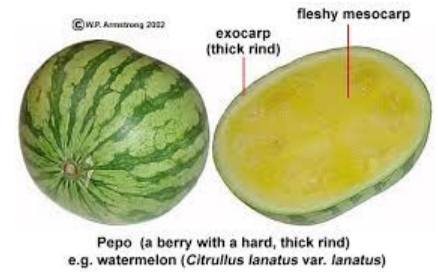 © W.P. Armstrong 2002
fleshy mesocarp
exocarp
(thick rind)
Pepo (a berry with a hard, thick rind)
e.g. watermelon (Citrullus lanatus var. lanatus)